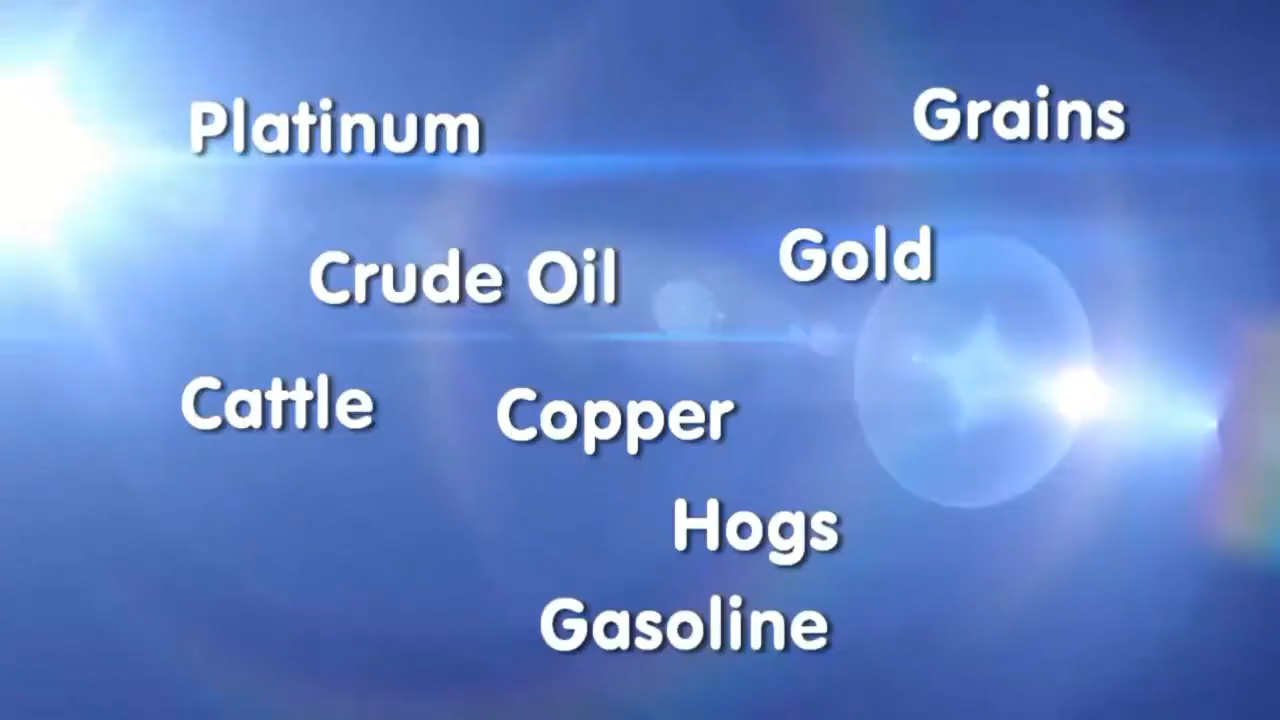 Platinum
Grains
Crude Oil
Gold
Cattle
Copper
Hogs
Gasoline